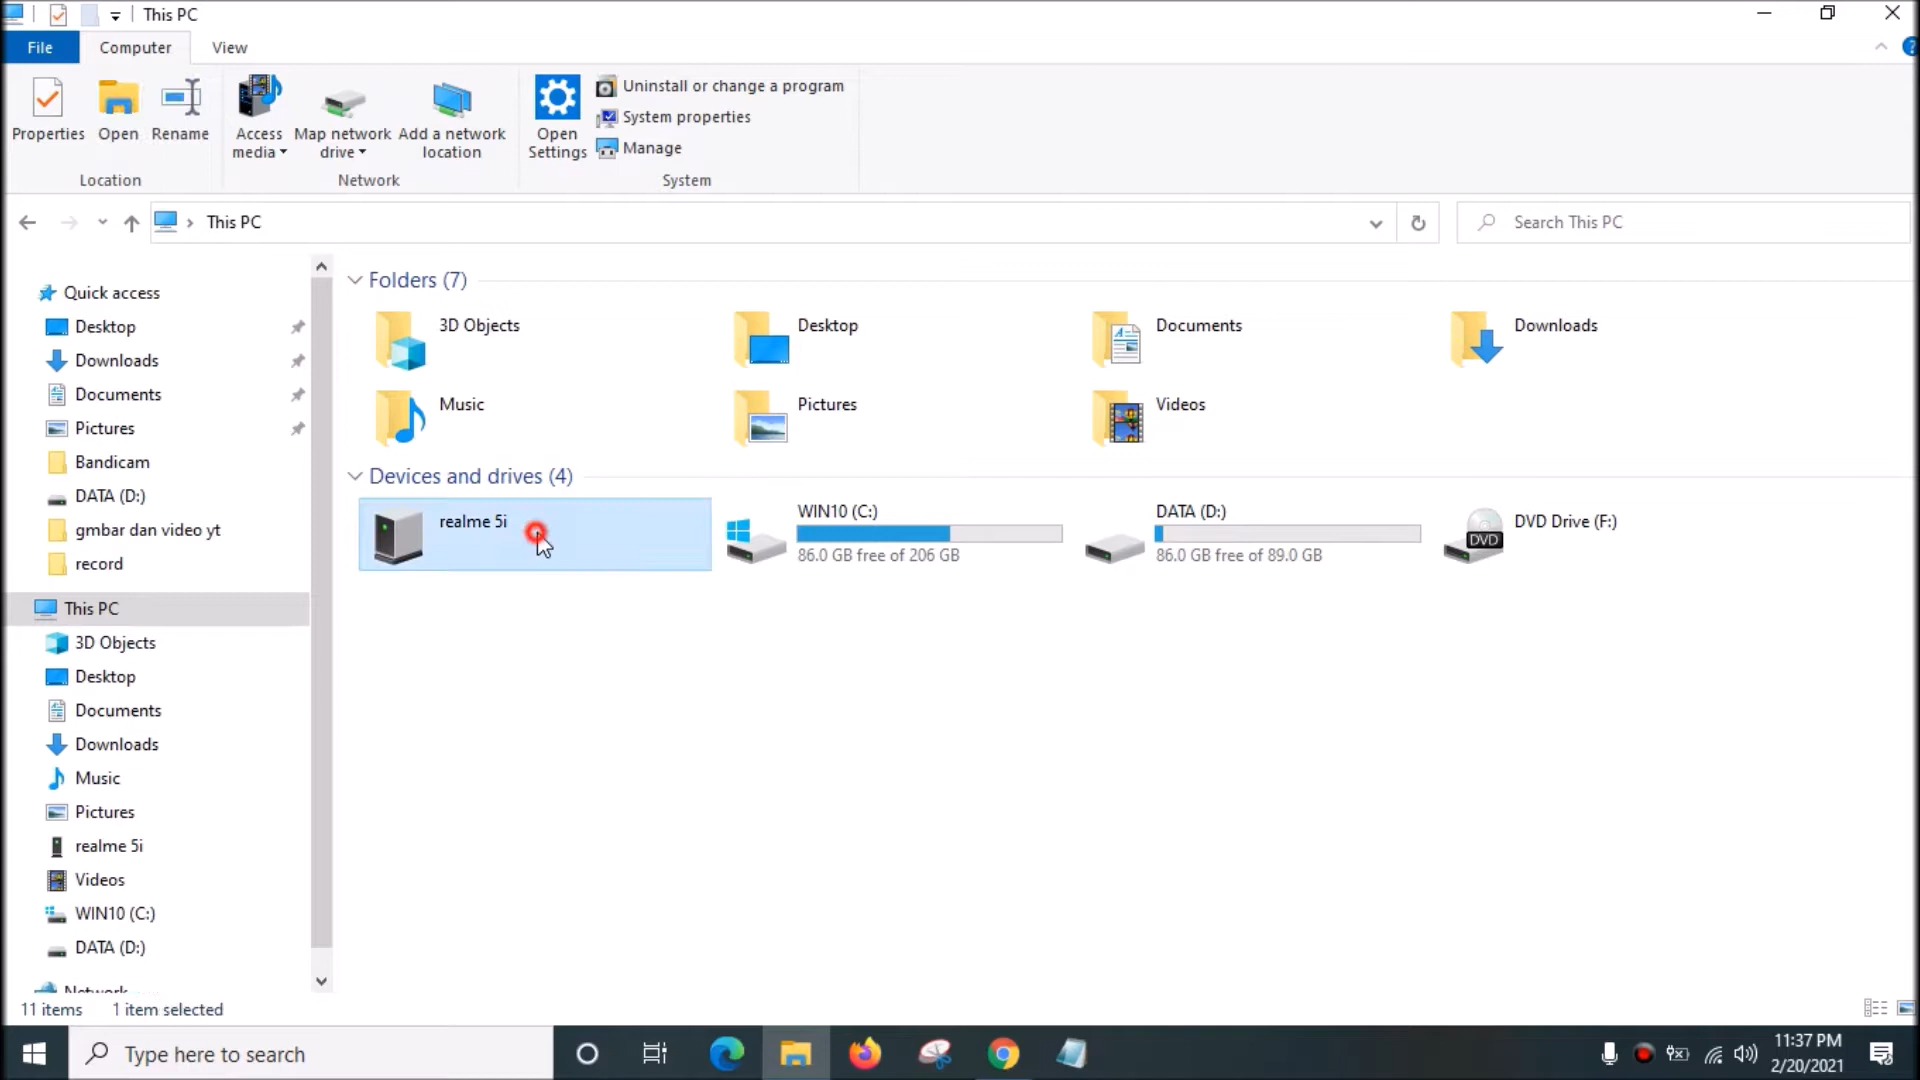 This PC
File Computer View
Properties Open Rename Access media Map network drive Add a network location Open Settings
Uninstall or change a program
System properties
Manage
Location Network System
This PC
Search This PC
Quick access
Desktop
Downloads
Documents
Pictures
Bandicam
DATA (D:)
gmbar dan video yt
record
This PC
3D Objects
Desktop
Documents
Downloads
Music
Pictures
realme 5i
Videos
WIN10 (C:)
DATA (D:)
Network
Folders (7)
3D Objects Desktop Documents Downloads
Music Pictures Videos
Devices and drives (4)
realme 5i
WIN10 (C:)
86.0 GB free of 206 GB
DATA (D:)
86.0 GB free of 89.0 GB
DVD Drive (F:)
DVD
11 items 1 item selected
Type here to search
11:37 PM
2/20/2021